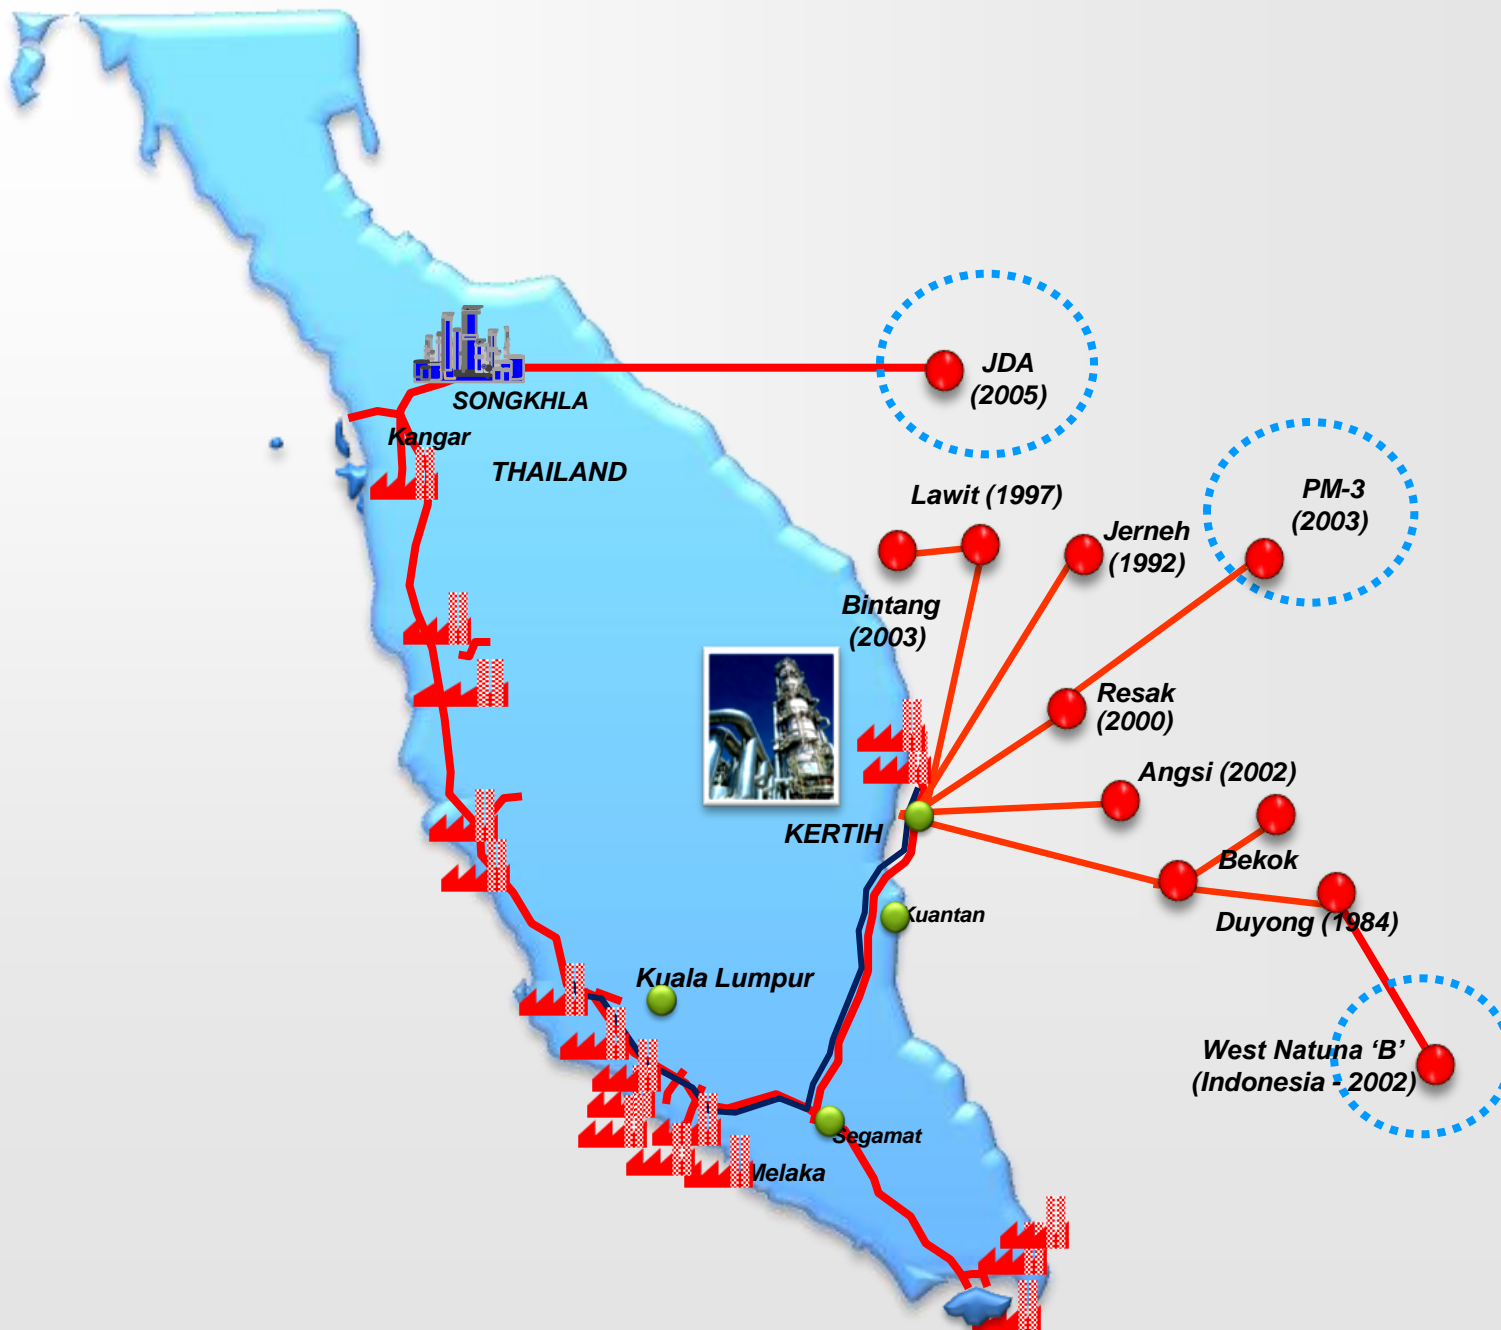 JDA
(2005)
SONGKHLA
Kangar
THAILAND
Lawit (1997)
PM-3
(2003)
Jerneh
(1992)
Bintang
(2003)
Resak
(2000)
Angsi (2002)
KERTIH
Bekok
Kuantan
Duyong (1984)
Kuala Lumpur
West Natuna ‘B’
(Indonesia - 2002)
Segamat
Melaka